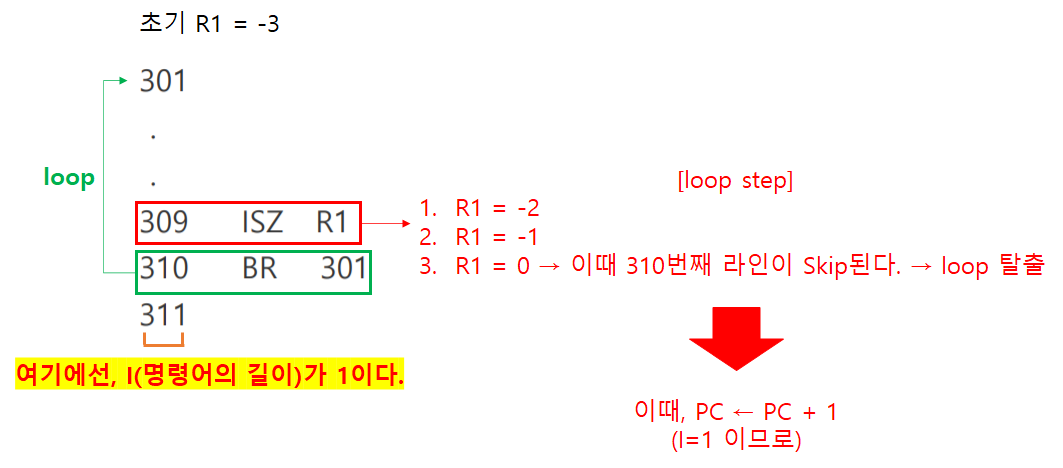 초기 R1 = -3
301
.
.
loop
[loop step]
309 ISZ R1
1. R1 = -2
2. R1 = -1
3. R1 = 0 → 이때 310번째 라인이 Skip된다. → loop 탈출
310 BR 301
311
여기에선, I(명령어의 길이)가 1이다.
이때, PC ← PC + 1
(I=1 이므로)